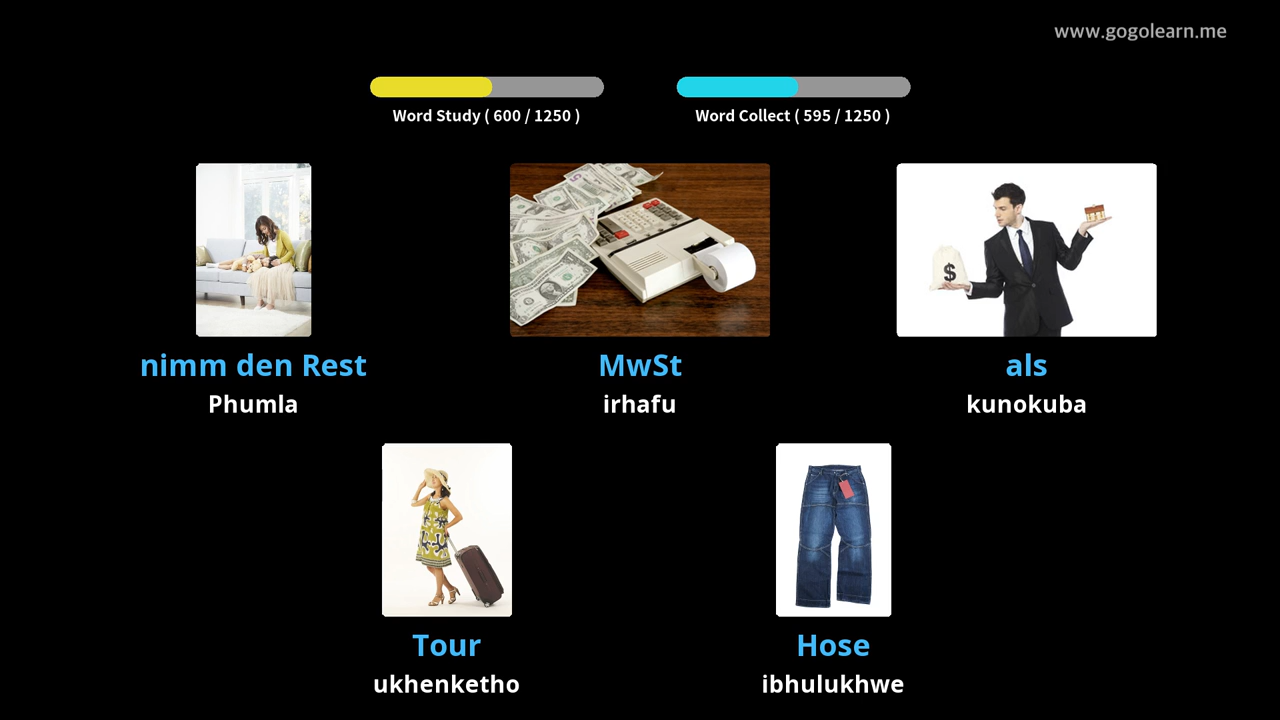 www.gogolearn.me
Word Study ( 600 / 1250 )
Word Collect ( 595 / 1250 )
nimm den Rest
MwSt
als
Phumla
irhafu
kunokuba
Tour
Hose
ukhenketho
ibhulukhwe